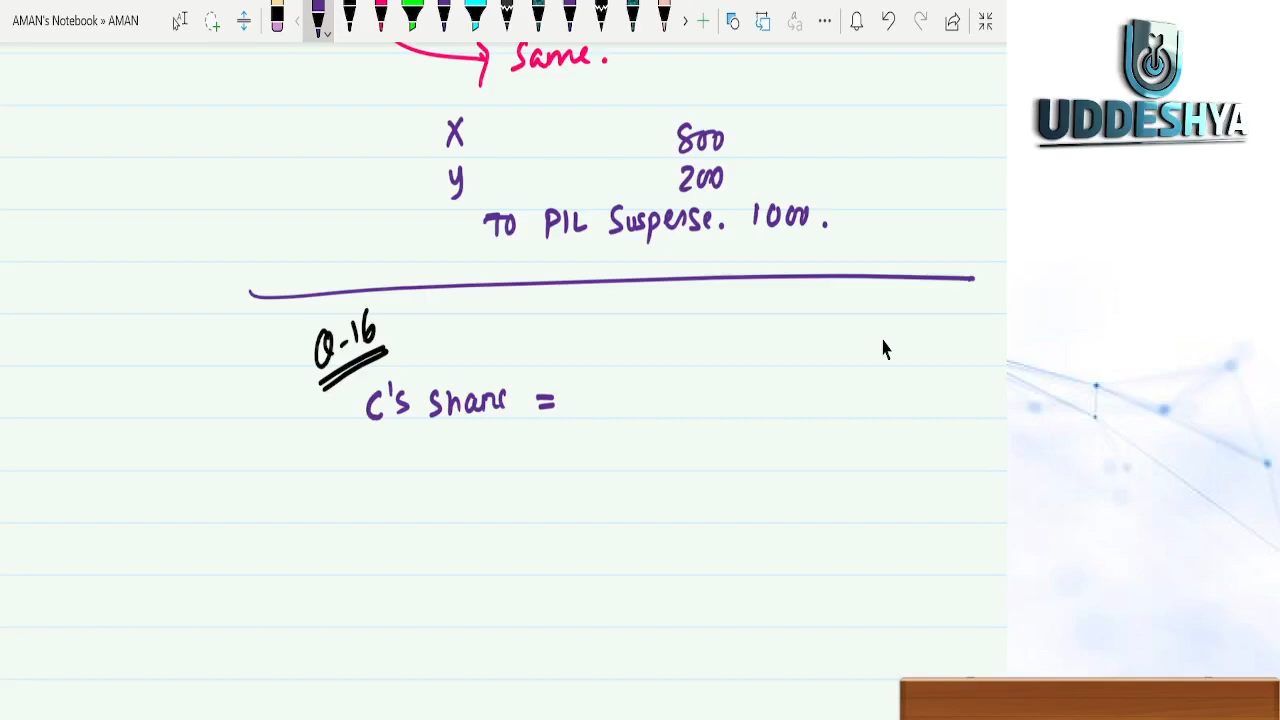 AMAN's Notebook » AMAN
Same.
X 800
y 200
To P/L Suspense. 1000.
Q-16
C's Share =
UDDESHYA